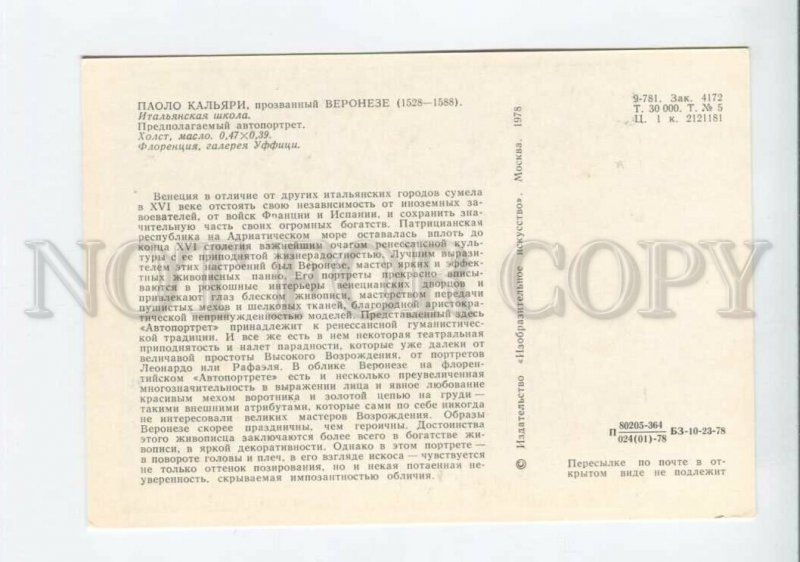 ПАОЛО КАЛЬЯРИ, прозванный ВЕРОНЕЗЕ (1528—1588).
Итальянская школа.
Предполагаемый автопортрет.
Холст, масло. 0,47×0,39.
Флоренция, галерея Уффици.
Венеция в отличие от других итальянских городов сумела
в XVI веке отстоять свою независимость от иноземных за-
воевателей, от войск Франции и Испании, и сохранить зна-
чительную часть своих огромных богатств. Патрицианская
республика на Адриатическом море оставалась вплоть до
конца XVI столетия важнейшим очагом ренессансной куль-
туры с ее приподнятой жизнерадостностью. Лучшим вырази-
телем этих настроений был Веронезе, мастер ярких и эффек-
тных живописных панно. Его портреты прекрасно вписы-
ваются в роскошные интерьеры венецианских дворцов и
привлекают глаз блеском живописи, мастерством передачи
пушистых мехов и шелковых тканей, благородной аристокра-
тической непринужденностью моделей. Представленный здесь
«Автопортрет» принадлежит к ренессансной гуманистичес-
кой традиции. И все же есть в нем некоторая театральная
приподнятость и налет парадности, которые уже далеки от
величавой простоты Высокого Возрождения, от портретов
Леонардо или Рафаэля. В облике Веронезе на флорен-
тийском «Автопортрете» есть и несколько преувеличенная
многозначительность в выражении лица и явное любование
красивым мехом воротника и золотой цепью на груди —
такими внешними атрибутами, которые сами по себе никогда
не интересовали великих мастеров Возрождения. Образы
Веронезе скорее праздничны, чем героичны. Достоинства
этого живописца заключаются более всего в богатстве жи-
вописи, в яркой декоративности. Однако в этом портрете —
в повороте головы и плеч, в его взгляде искоса — чувствуется
не только оттенок позирования, но и некая потаенная не-
уверенность, скрываемая импозантностью обличия.
© Издательство «Изобразительное искусство». Москва. 1978
9-781. Зак. 4172
Т. 30 000. Т. № 5
Ц. 1 к. 2121181
П 80205-364 БЗ-10-23-78
024(01)-78
Пересылке по почте в от-
крытом виде не подлежит
NOT BOOK COPY